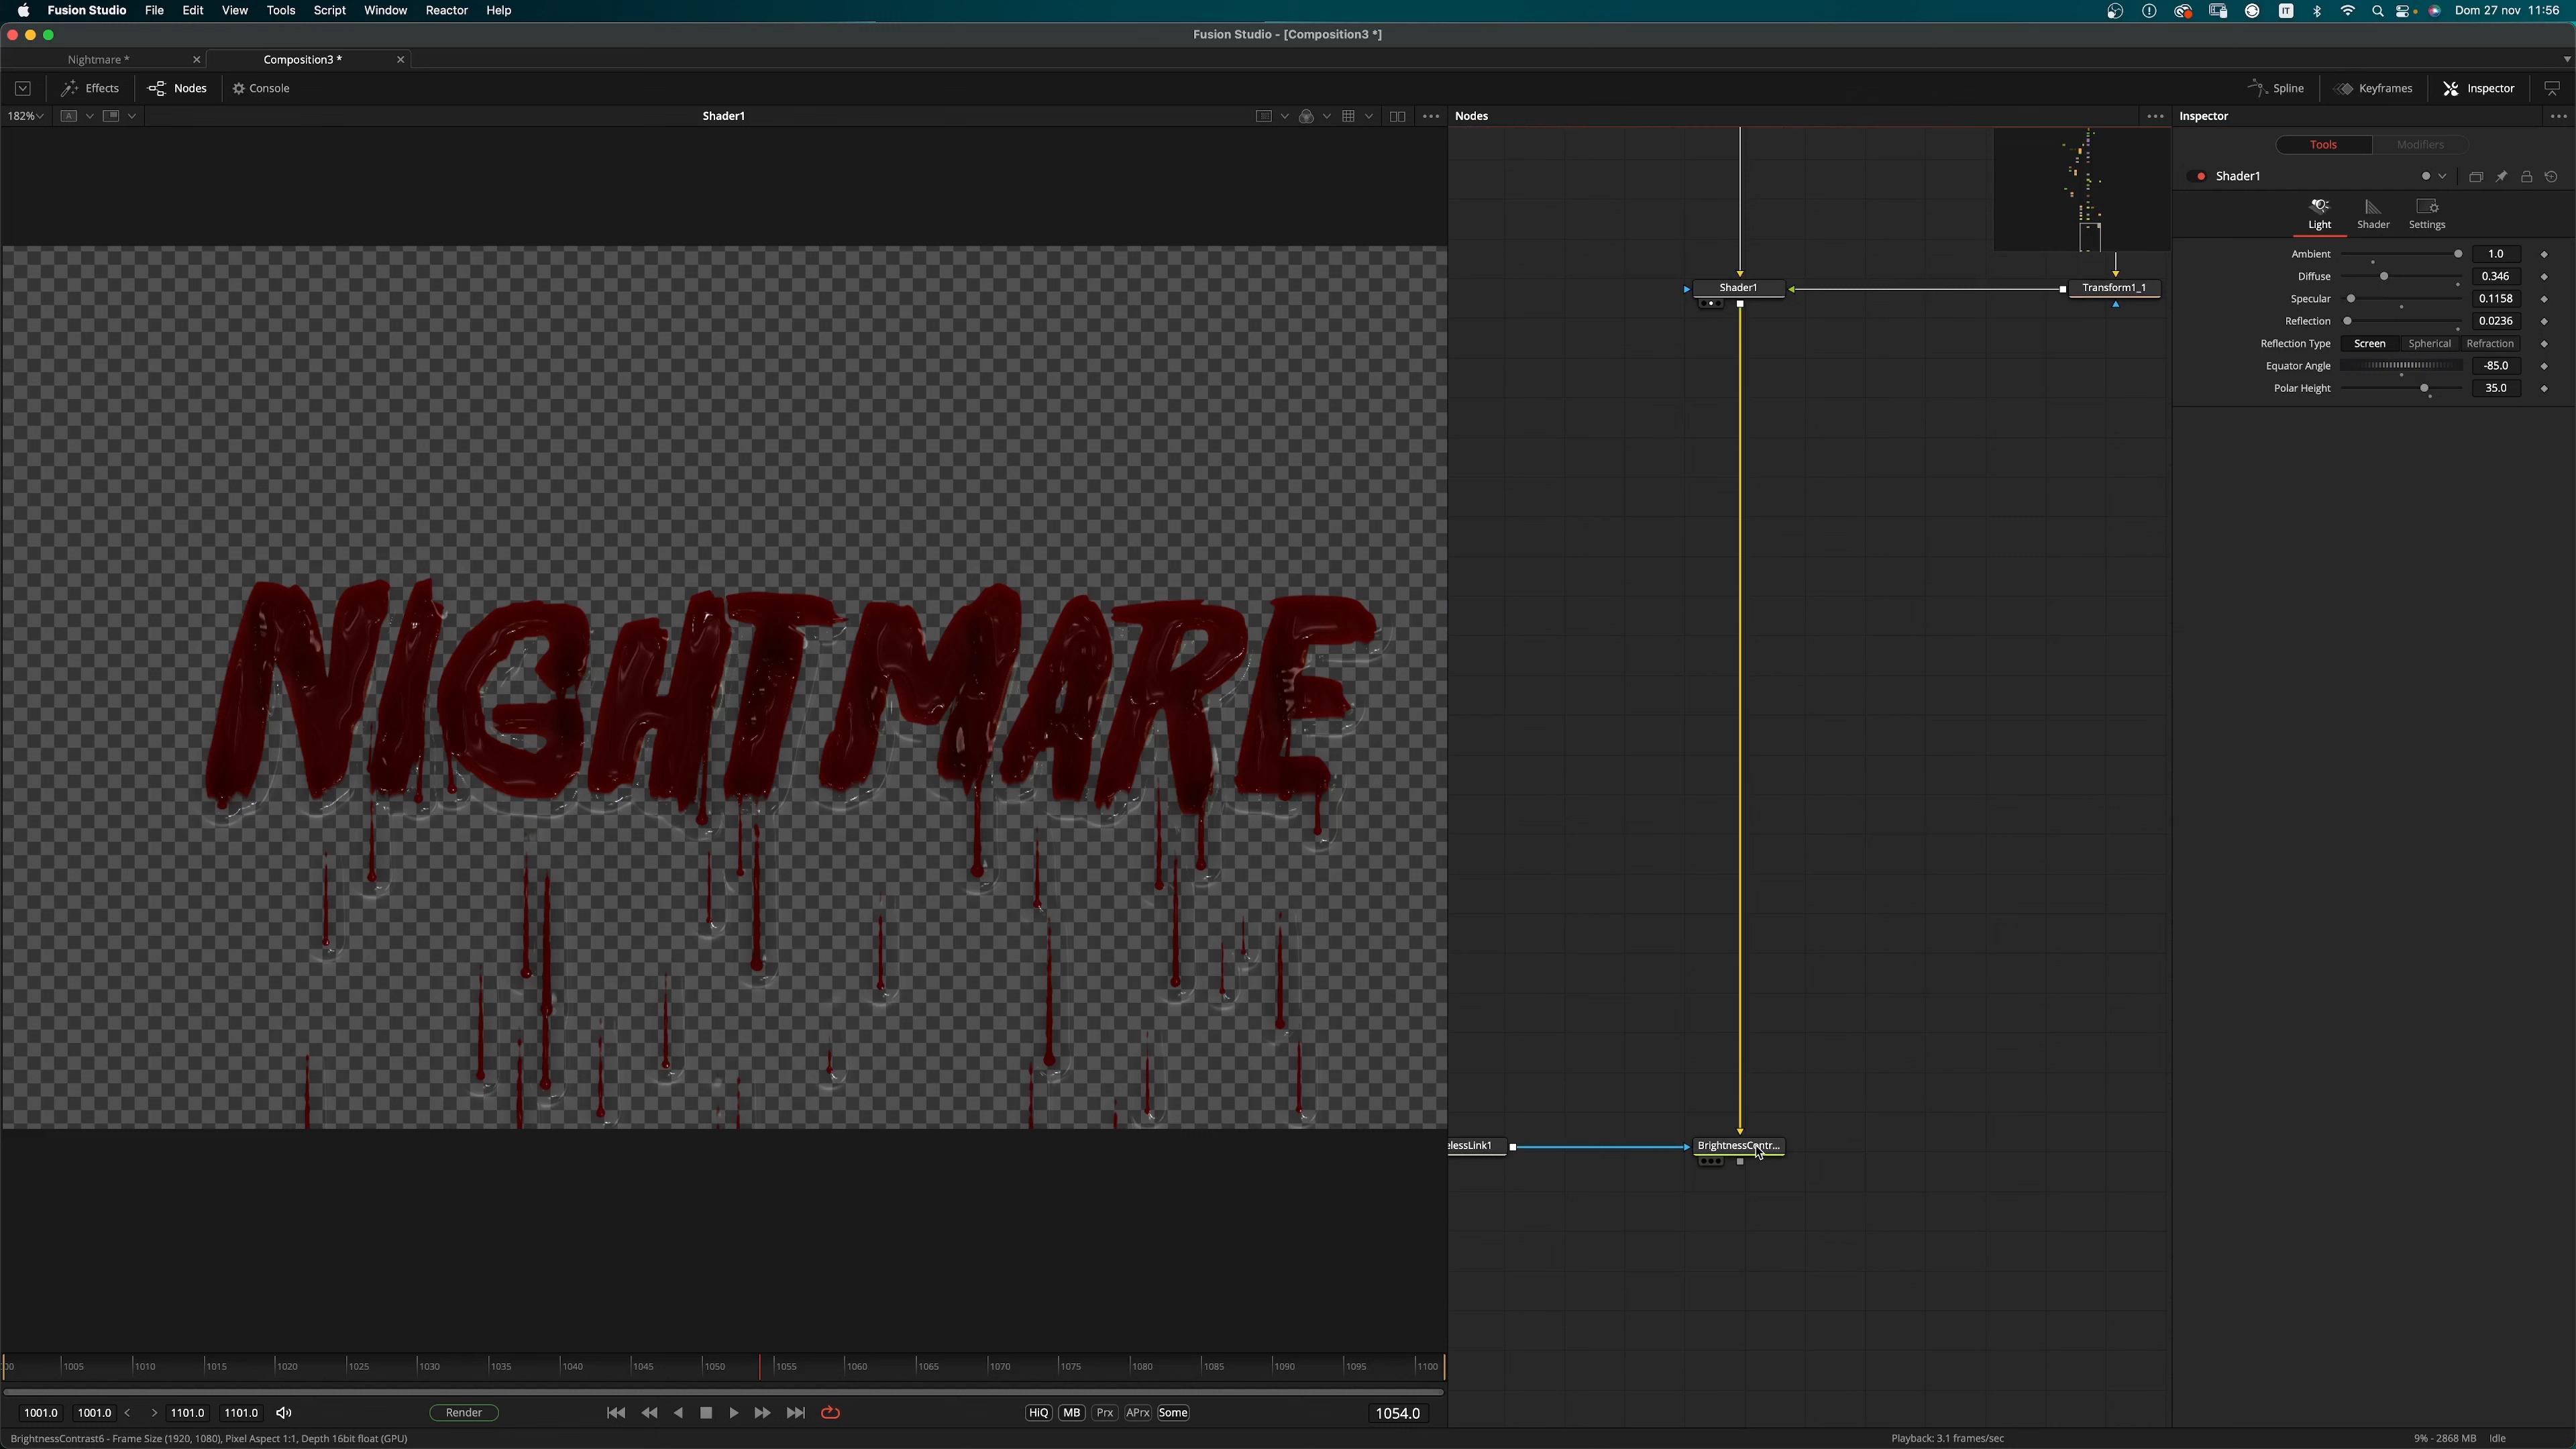 Fusion Studio File Edit View Tools Script Window Reactor Help IT Dom 27 nov 11:56
Fusion Studio - [Composition3 *]
Nightmare * Composition3 *
Effects Nodes Console Spline Keyframes Inspector
182% A Shader1 Nodes Inspector
Tools Modifiers
Shader1
Light Shader Settings
Ambient 1.0
Diffuse 0.346
Specular 0.1158
Reflection 0.0236
Reflection Type Screen Spherical Refraction
Equator Angle -85.0
Polar Height 35.0
Shader1 Transform1_1
NIGHTMARE
elessLink1 BrightnessContr...
00 1005 1010 1015 1020 1025 1030 1035 1040 1045 1050 1055 1060 1065 1070 1075 1080 1085 1090 1095 1100
1001.0 1001.0 < > 1101.0 1101.0 Render HiQ MB Prx APrx Some 1054.0
BrightnessContrast6 - Frame Size (1920, 1080), Pixel Aspect 1:1, Depth 16bit float (GPU) Playback: 3.1 frames/sec 9% - 2868 MB Idle